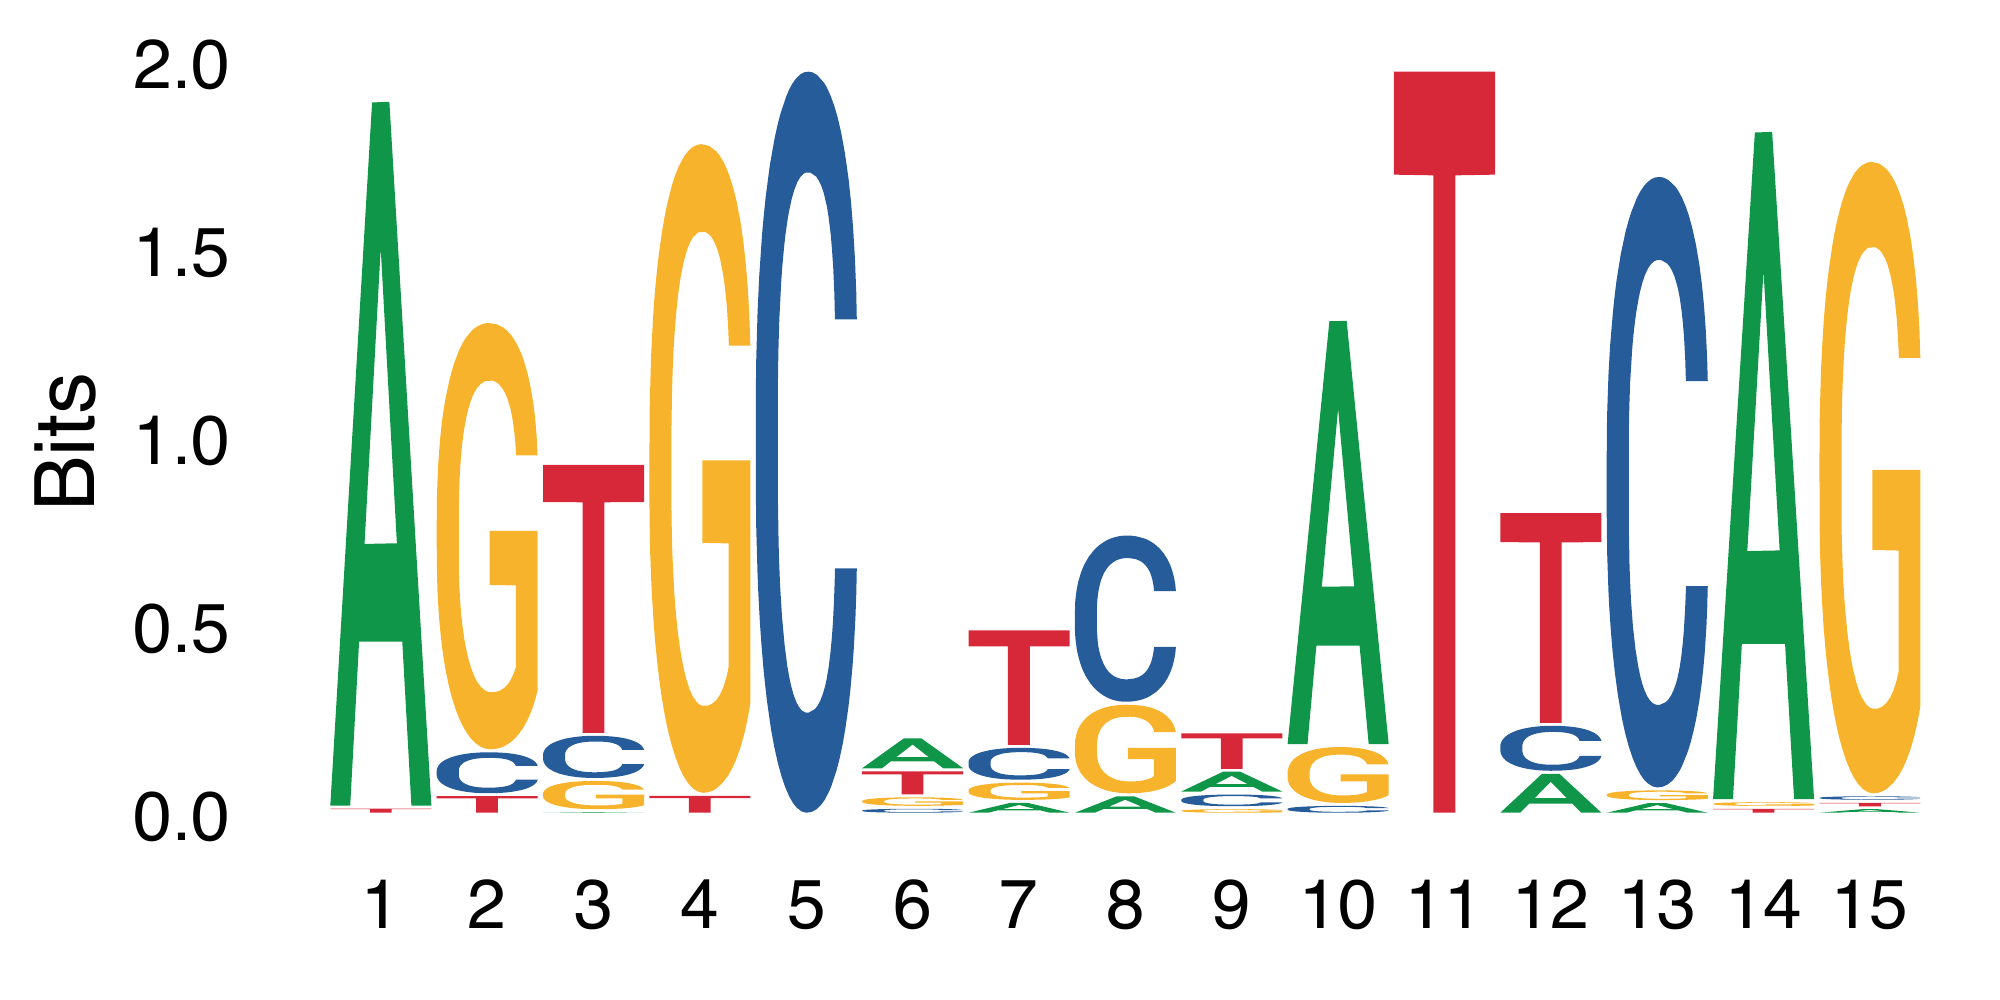 2.0
1.5
1.0
0.5
0.0
Bits
A G T G C A T C T A T T C A G
T C C T T C G A G C G G C
T G G G A C C A A T T
A C A G A
1 2 3 4 5 6 7 8 9 10 11 12 13 14 15